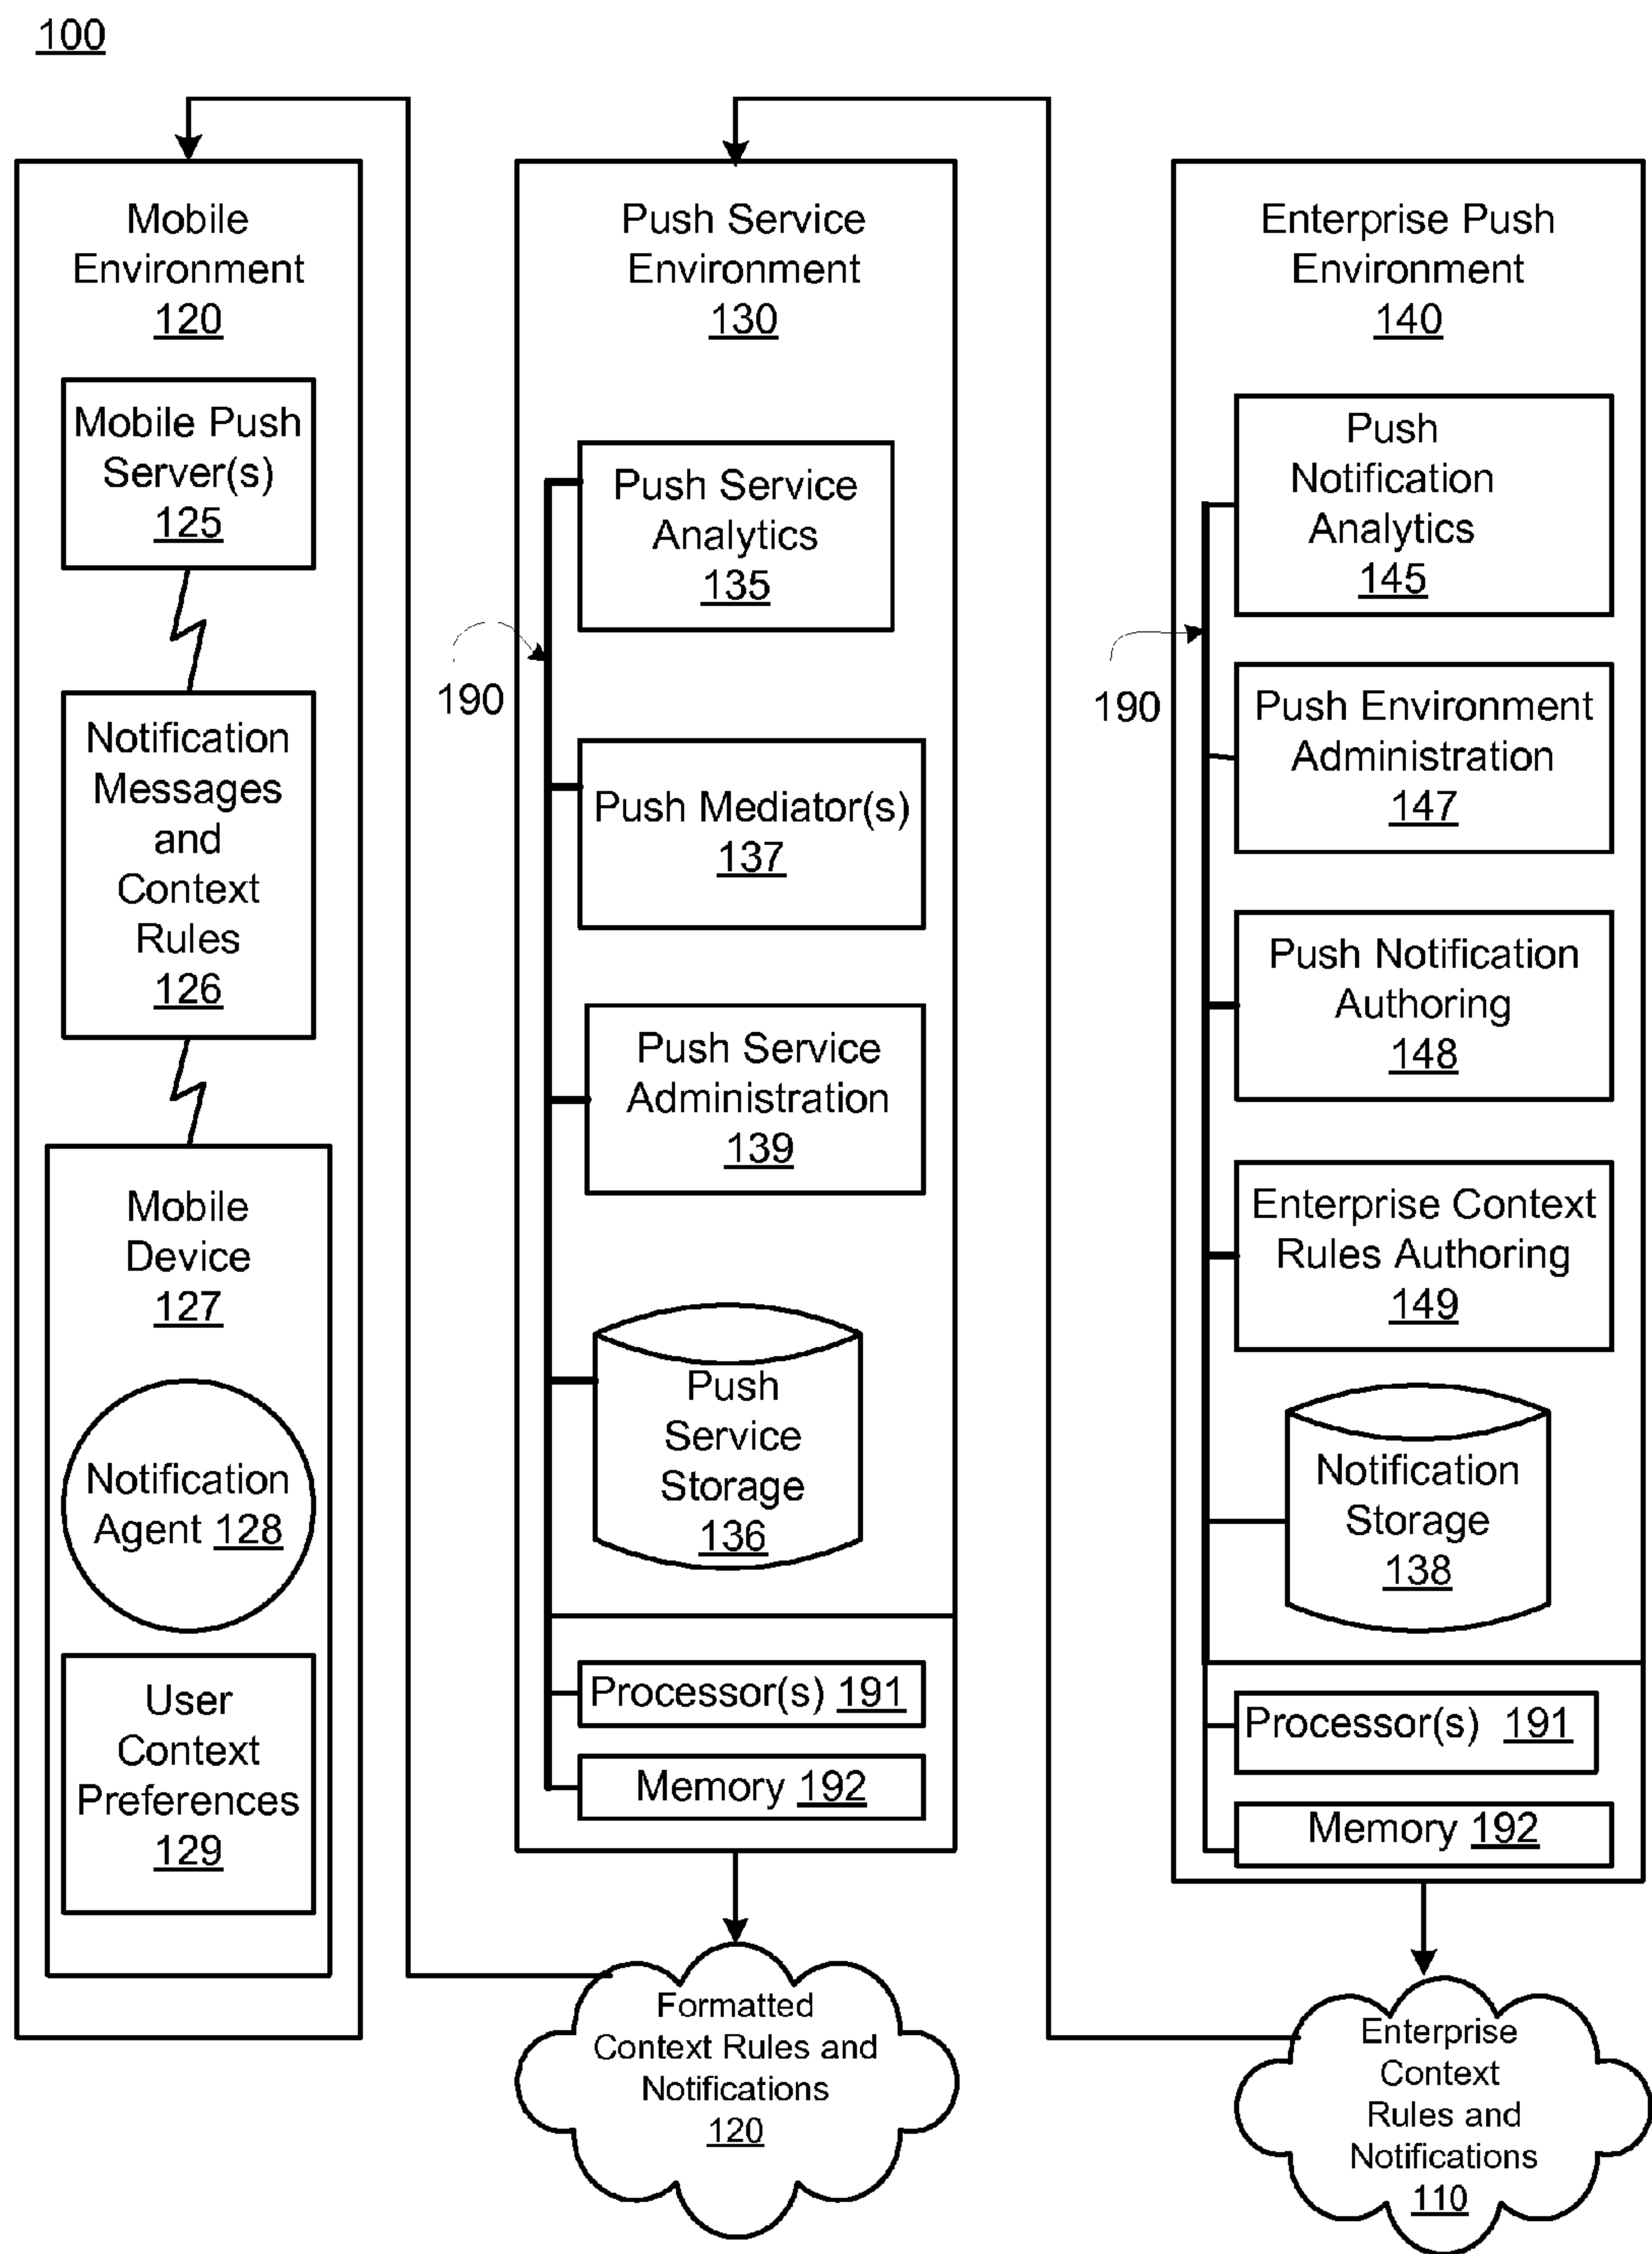 100
Mobile
Environment
120
Mobile Push
Server(s)
125
Notification
Messages
and
Context
Rules
126
Mobile
Device
127
Notification
Agent 128
User
Context
Preferences
129
Push Service
Environment
130
Push Service
Analytics
135
190
Push Mediator(s)
137
Push Service
Administration
139
Push
Service
Storage
136
Processor(s) 191
Memory 192
Formatted
Context Rules and
Notifications
120
Enterprise Push
Environment
140
Push
Notification
Analytics
145
190
Push Environment
Administration
147
Push Notification
Authoring
148
Enterprise Context
Rules Authoring
149
Notification
Storage
138
Processor(s) 191
Memory 192
Enterprise
Context
Rules and
Notifications
110